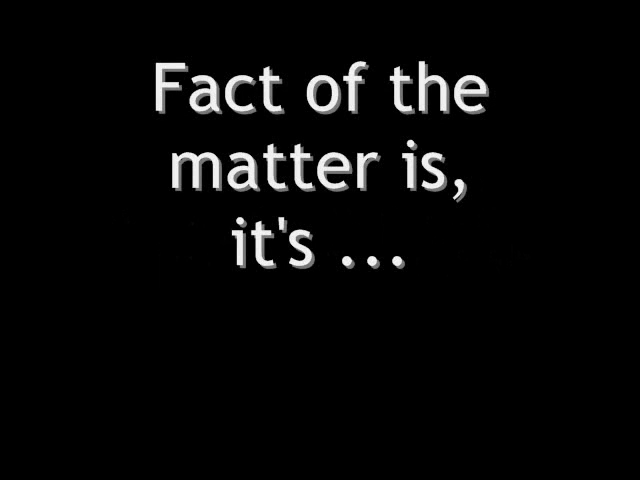 Fact of the
matter is,
it's ...